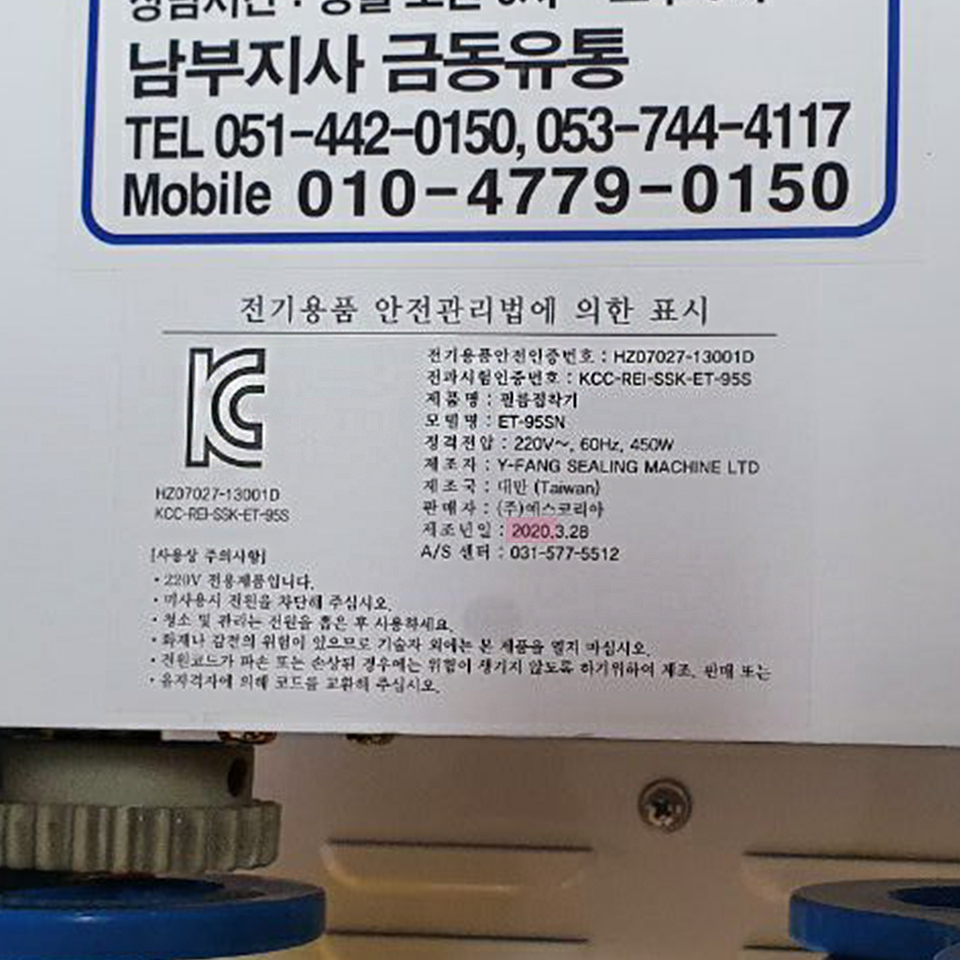 남부지사 금동유통
TEL 051-442-0150, 053-744-4117
Mobile 010-4779-0150
전기용품 안전관리법에 의한 표시
HZ07027-13001D
KCC-REI-SSK-ET-95S
전기용품안전인증번호 : HZ07027-13001D
전파시험인증번호 : KCC-REI-SSK-ET-95S
제품명 : 필름접착기
모델명 : ET-95SN
정격전압 : 220V~, 60Hz, 450W
제조자 : Y-FANG SEALING MACHINE LTD
제조국 : 대만 (Taiwan)
판매자 : (주)에스코리아
제조년일 : 2020.3.28
A/S 센터 : 031-577-5512
[사용상 주의사항]
· 220V 전용제품입니다.
· 미사용시 전원을 차단해 주십시오.
· 청소 및 관리는 전원을 뽑은 후 사용하세요.
· 화재나 감전의 위험이 있으므로 기술자 외에는 본 제품을 열지 마십시오.
· 전원코드가 파손 또는 손상된 경우에는 위험이 생기지 않도록 하기위하여 제조, 판매 또는
· 유자격자에 의해 코드를 교환해 주십시오.